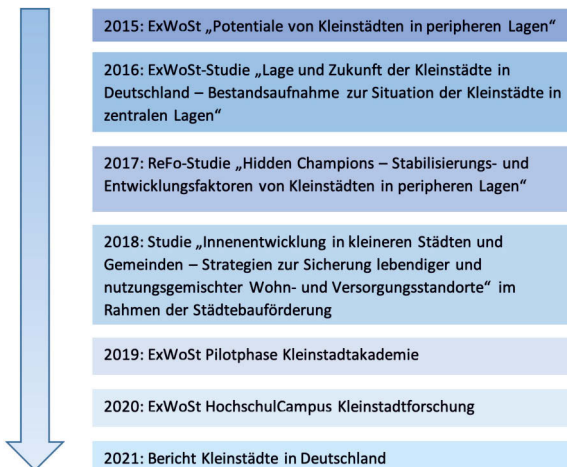 2015: ExWoSt „Potentiale von Kleinstädten in peripheren Lagen“
2016: ExWoSt-Studie „Lage und Zukunft der Kleinstädte in
Deutschland – Bestandsaufnahme zur Situation der Kleinstädte in
zentralen Lagen“
2017: ReFo-Studie „Hidden Champions – Stabilisierungs- und
Entwicklungsfaktoren von Kleinstädten in peripheren Lagen“
2018: Studie „Innenentwicklung in kleineren Städten und
Gemeinden – Strategien zur Sicherung lebendiger und
nutzungsgemischter Wohn- und Versorgungsstandorte“ im
Rahmen der Städtebauförderung
2019: ExWoSt Pilotphase Kleinstadtakademie
2020: ExWoSt HochschulCampus Kleinstadtforschung
2021: Bericht Kleinstädte in Deutschland